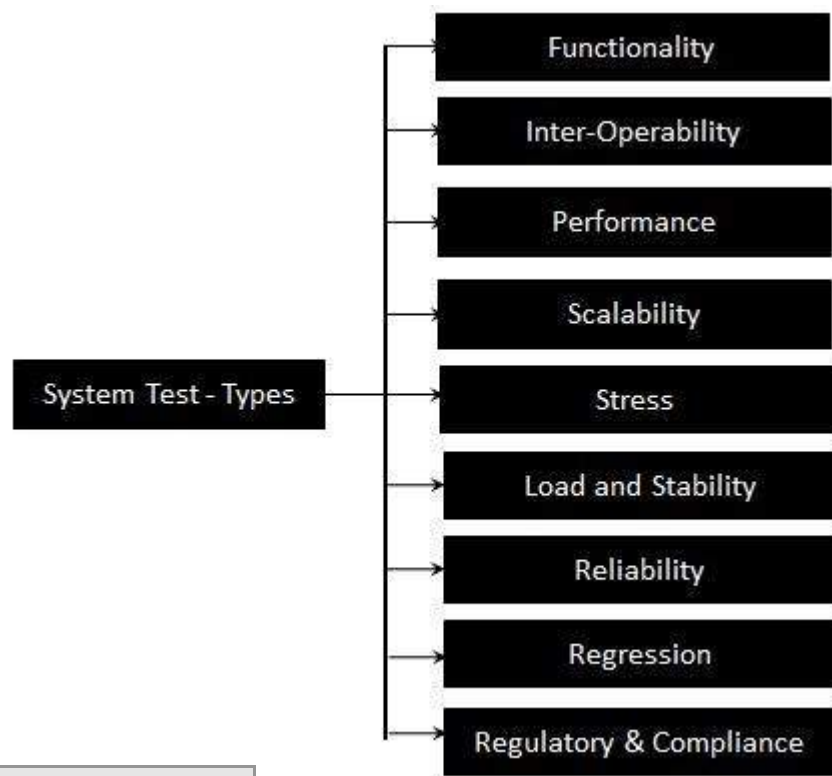 Functionality
Inter-Operability
Performance
Scalability
System Test - Types
Stress
Load and Stability
Reliability
Regression
Regulatory & Compliance